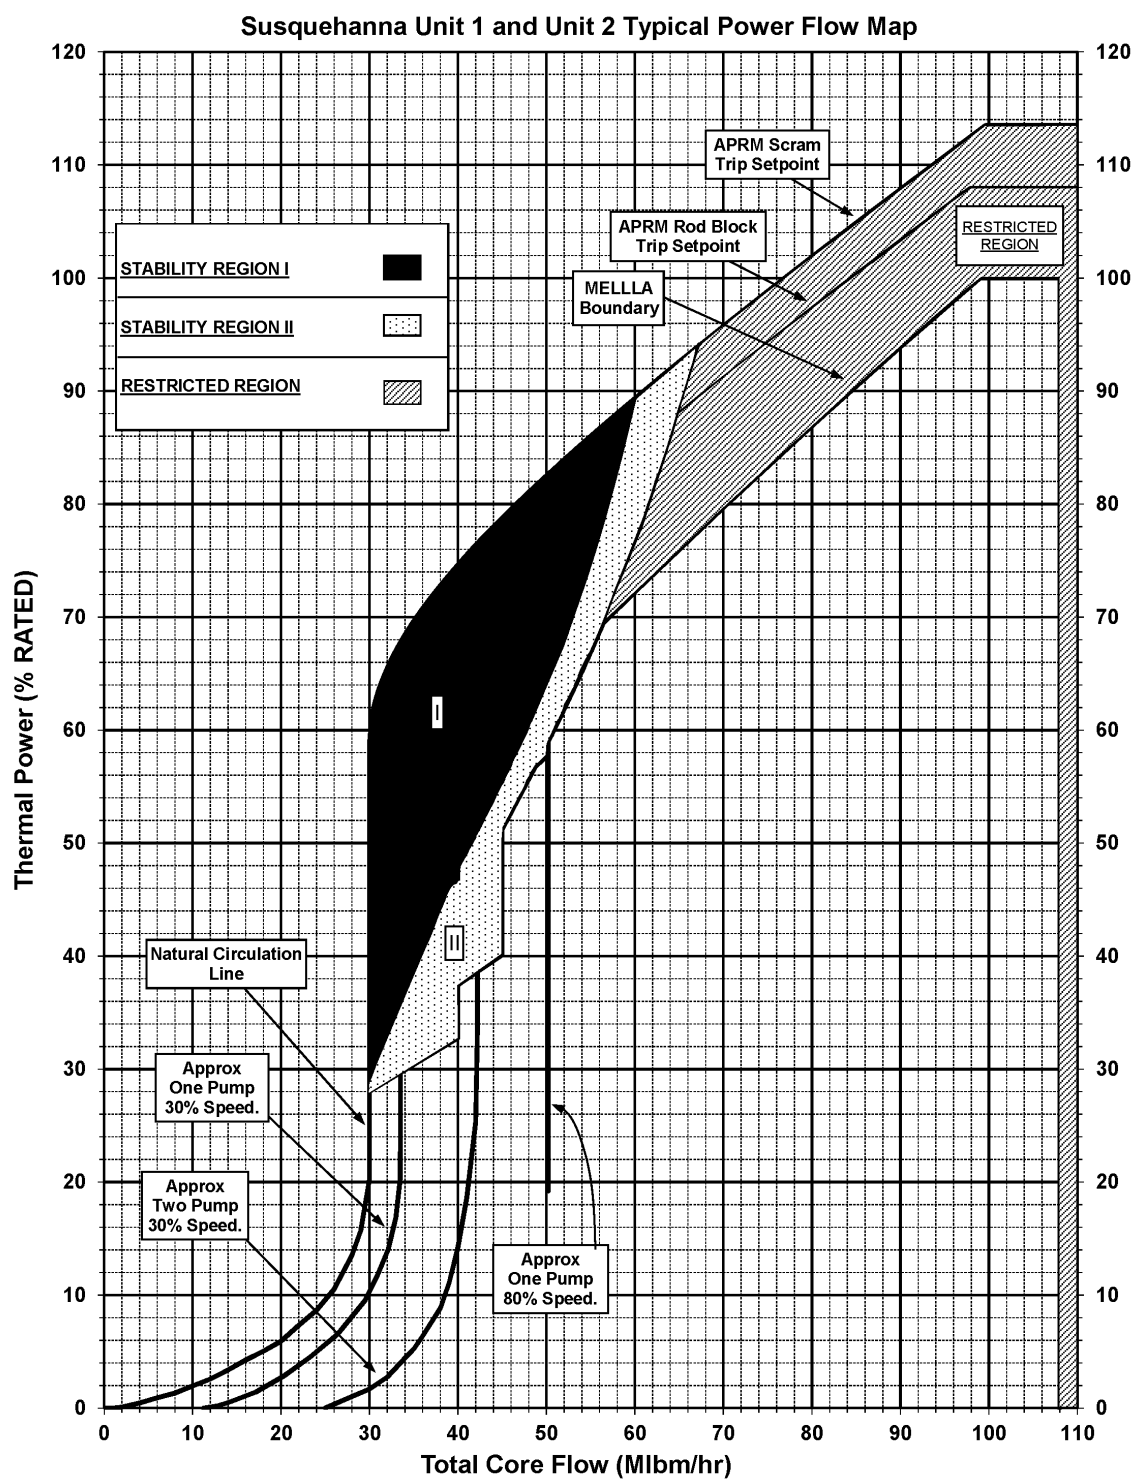 Susquehanna Unit 1 and Unit 2 Typical Power Flow Map
120
110
100
90
80
70
60
50
40
30
20
10
0
120
110
100
90
80
70
60
50
40
30
20
10
0
Thermal Power (% RATED)
STABILITY REGION I
STABILITY REGION II
RESTRICTED REGION
APRM Scram
Trip Setpoint
APRM Rod Block
Trip Setpoint
MELLLA
Boundary
RESTRICTED
REGION
I
II
Natural Circulation
Line
Approx
One Pump
30% Speed.
Approx
Two Pump
30% Speed.
Approx
One Pump
80% Speed.
0 10 20 30 40 50 60 70 80 90 100 110
Total Core Flow (Mlbm/hr)